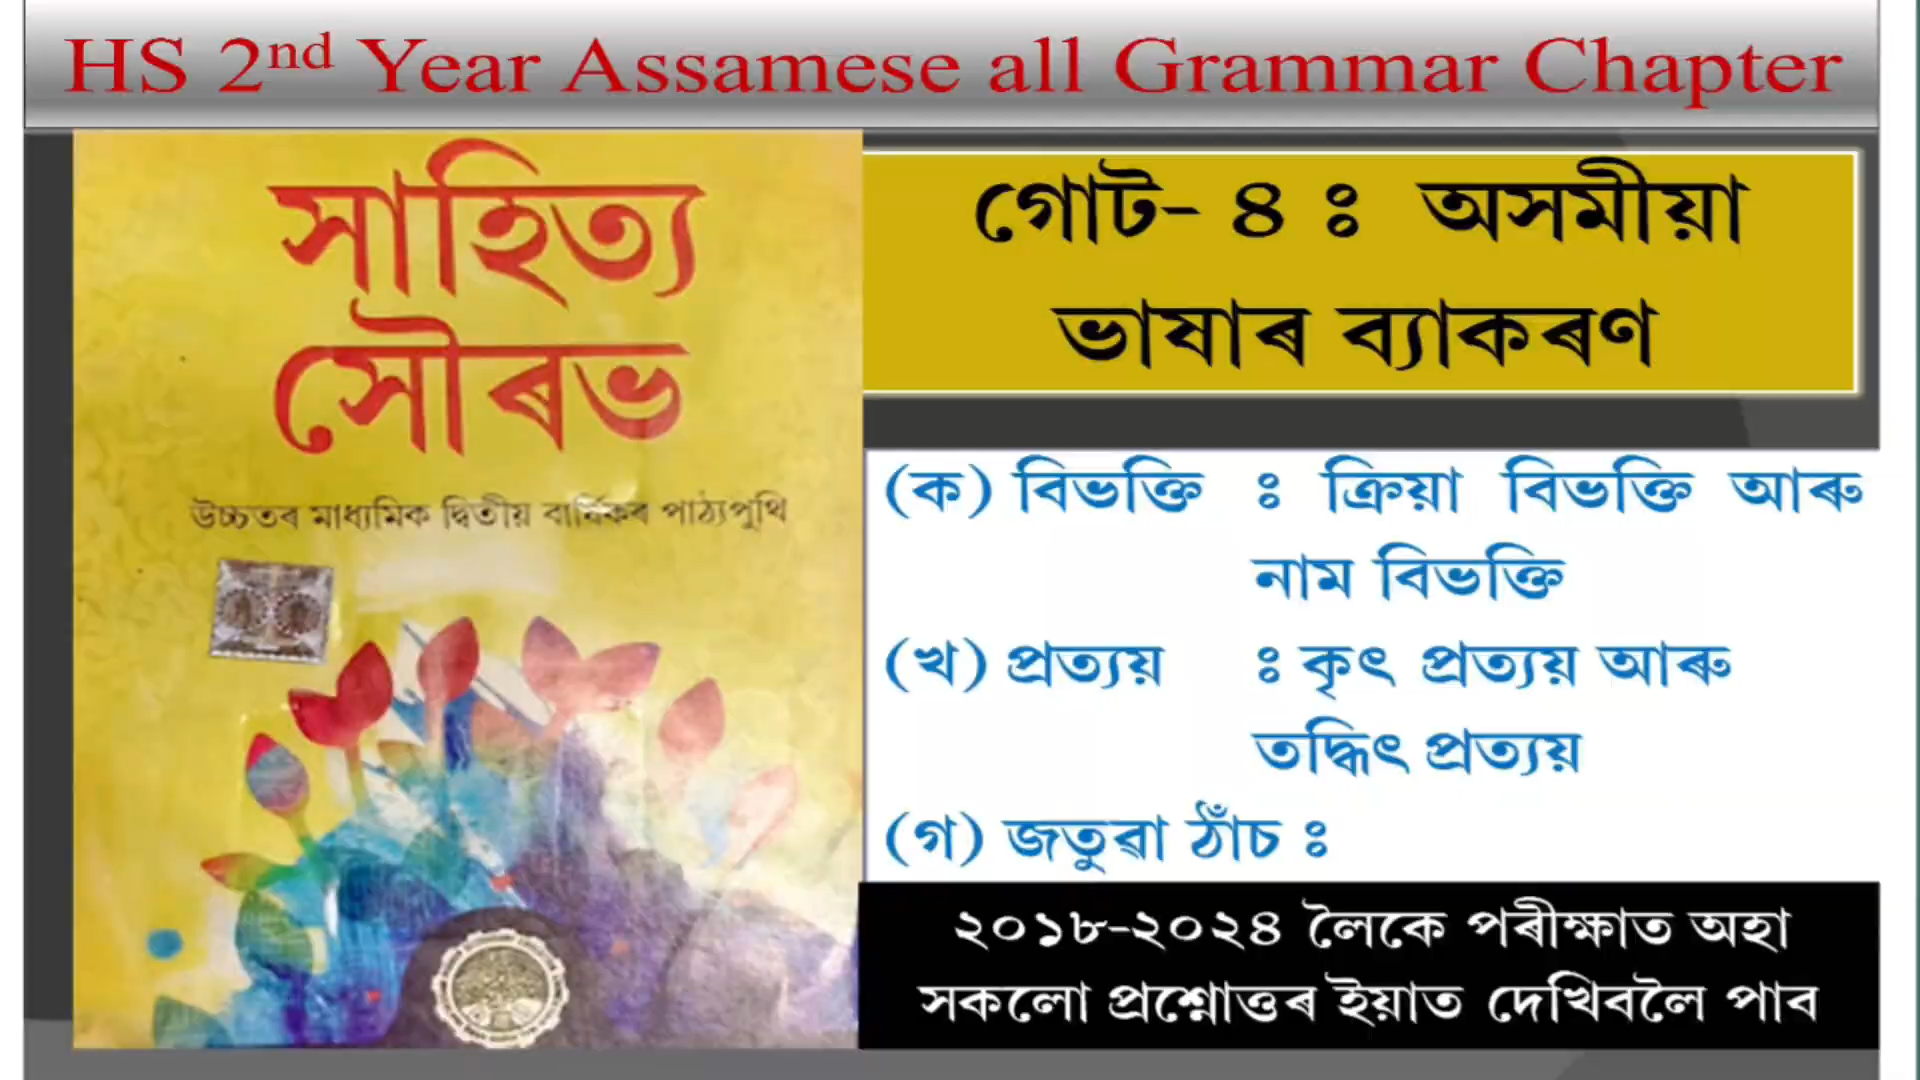 HS 2nd Year Assamese all Grammar Chapter
সাহিত্য
সৌৰভ
উচ্চতৰ মাধ্যমিক দ্বিতীয় বাৰ্ষিকৰ পাঠ্যপুথি
গোট- ৪ ঃ অসমীয়া
ভাষাৰ ব্যাকৰণ
(ক) বিভক্তি ঃ ক্ৰিয়া বিভক্তি আৰু
নাম বিভক্তি
(খ) প্ৰত্যয় ঃ কৃৎ প্ৰত্যয় আৰু
তদ্ধিৎ প্ৰত্যয়
(গ) জতুৱা ঠাঁচ ঃ
২০১৮-২০২৪ লৈকে পৰীক্ষাত অহা
সকলো প্ৰশ্নোত্তৰ ইয়াত দেখিবলৈ পাব